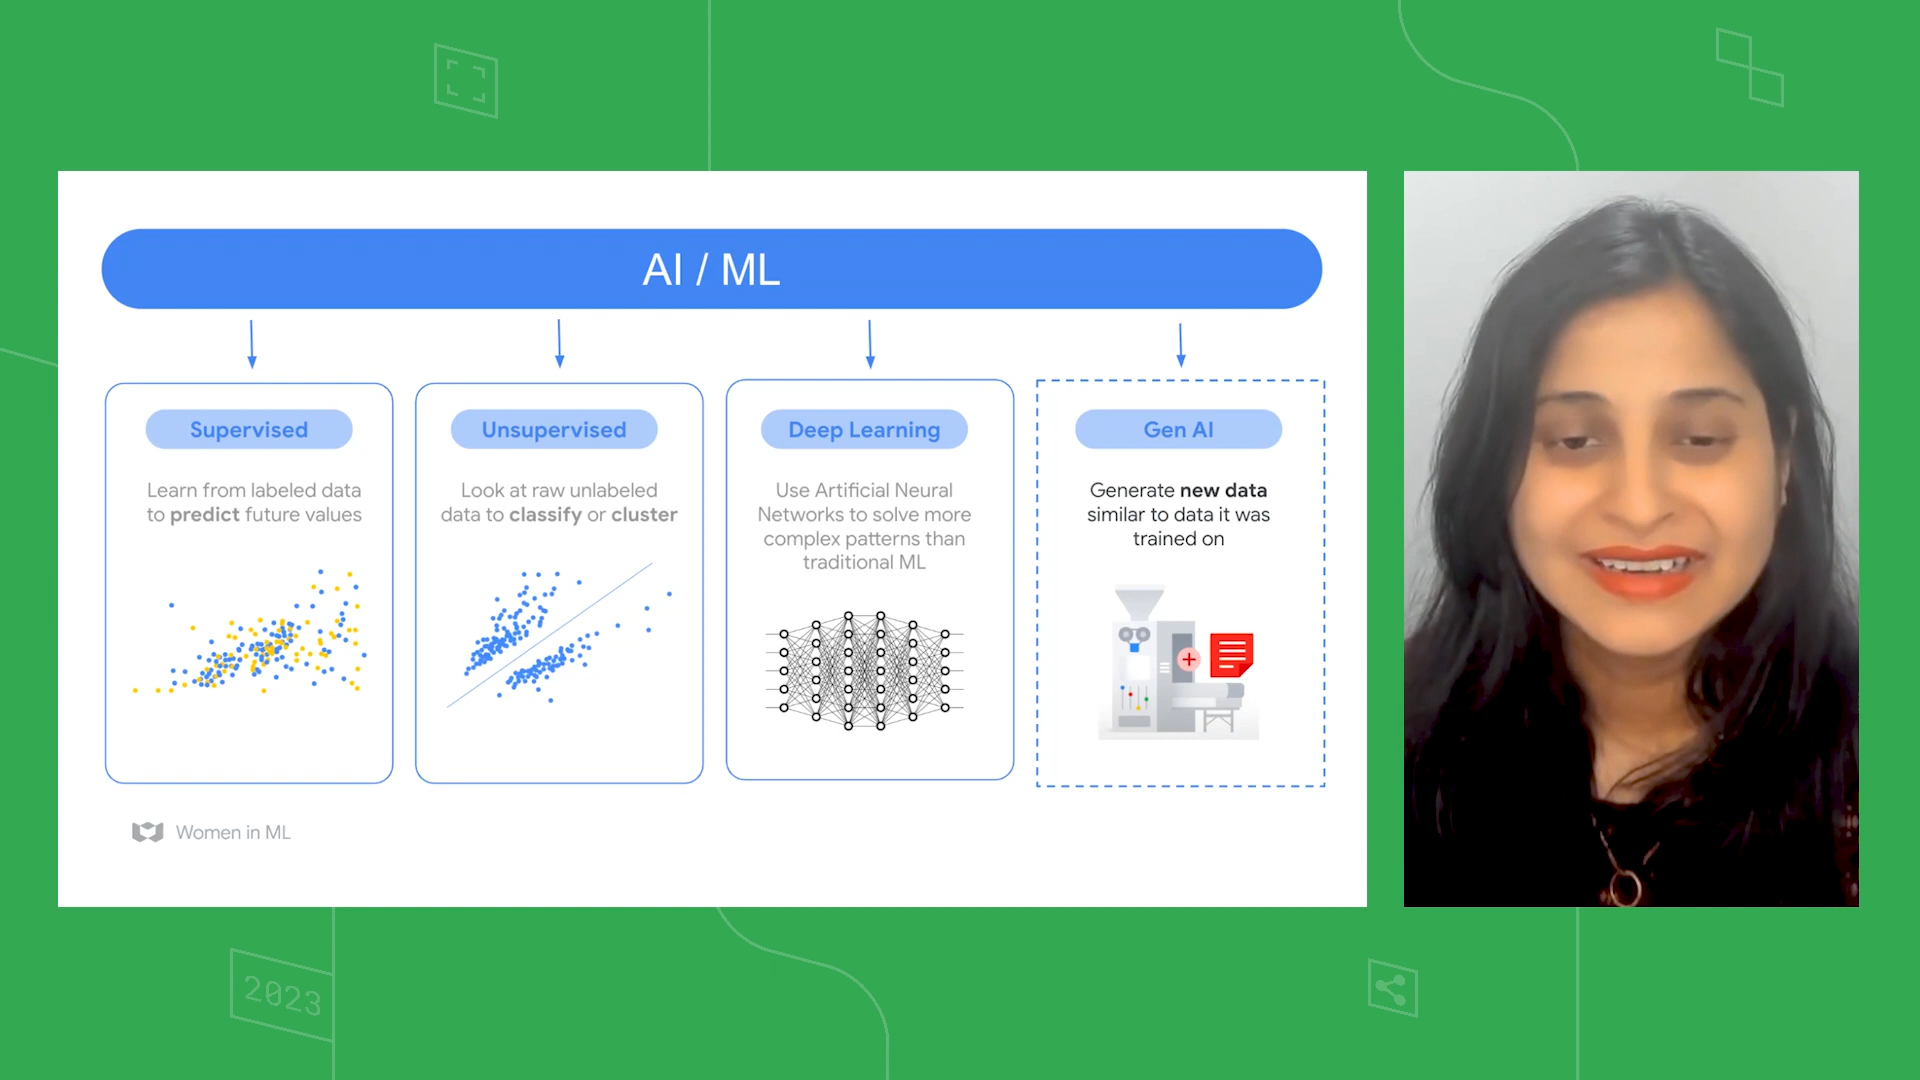 AI / ML
Supervised
Learn from labeled data
to predict future values
Unsupervised
Look at raw unlabeled
data to classify or cluster
Deep Learning
Use Artificial Neural
Networks to solve more
complex patterns than
traditional ML
Gen AI
Generate new data
similar to data it was
trained on
Women in ML
2023